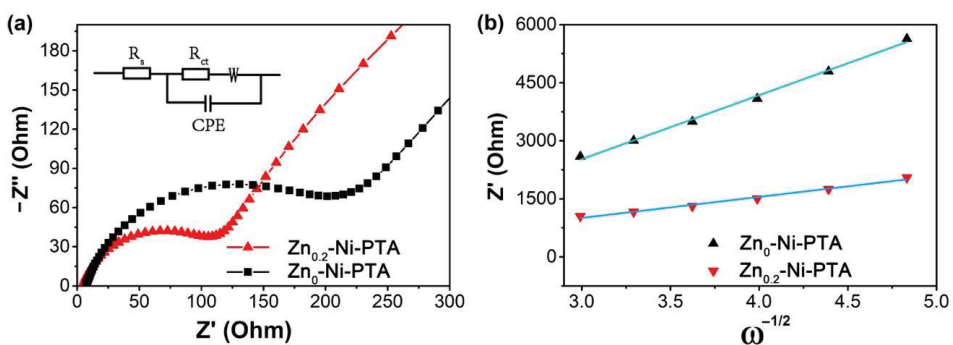 (a)
−Z'' (Ohm)
180
150
120
90
60
30
0
0 50 100 150 200 250 300
Z' (Ohm)
Rs
Rct
W
CPE
Zn0.2-Ni-PTA
Zn0-Ni-PTA
(b)
Z' (Ohm)
6000
4500
3000
1500
0
3.0 3.5 4.0 4.5 5.0
ω−1/2
Zn0-Ni-PTA
Zn0.2-Ni-PTA